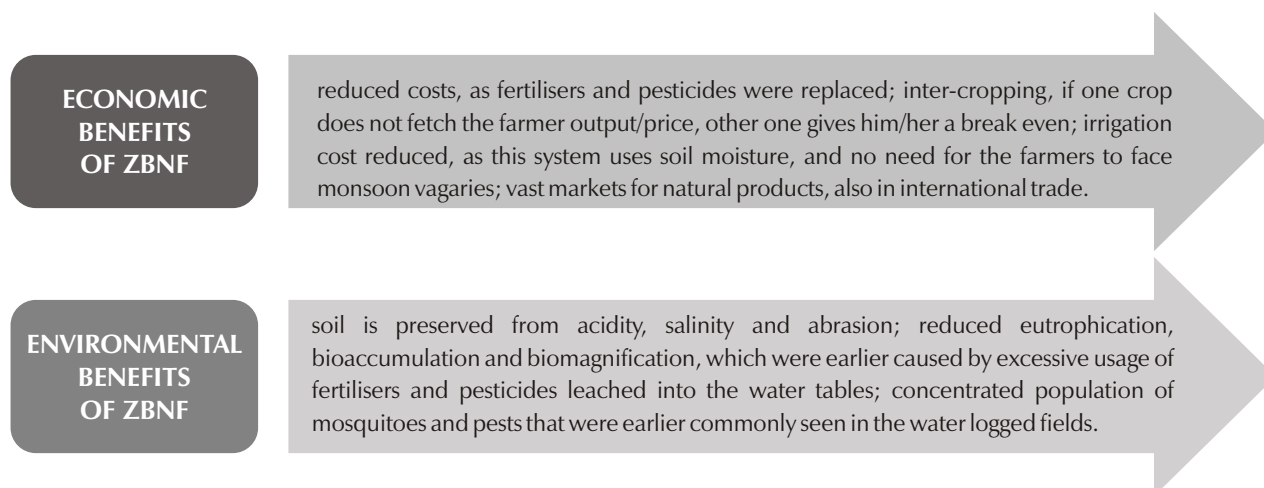 ECONOMIC
BENEFITS
OF ZBNF
reduced costs, as fertilisers and pesticides were replaced; inter-cropping, if one crop
does not fetch the farmer output/price, other one gives him/her a break even; irrigation
cost reduced, as this system uses soil moisture, and no need for the farmers to face
monsoon vagaries; vast markets for natural products, also in international trade.
ENVIRONMENTAL
BENEFITS
OF ZBNF
soil is preserved from acidity, salinity and abrasion; reduced eutrophication,
bioaccumulation and biomagnification, which were earlier caused by excessive usage of
fertilisers and pesticides leached into the water tables; concentrated population of
mosquitoes and pests that were earlier commonly seen in the water logged fields.